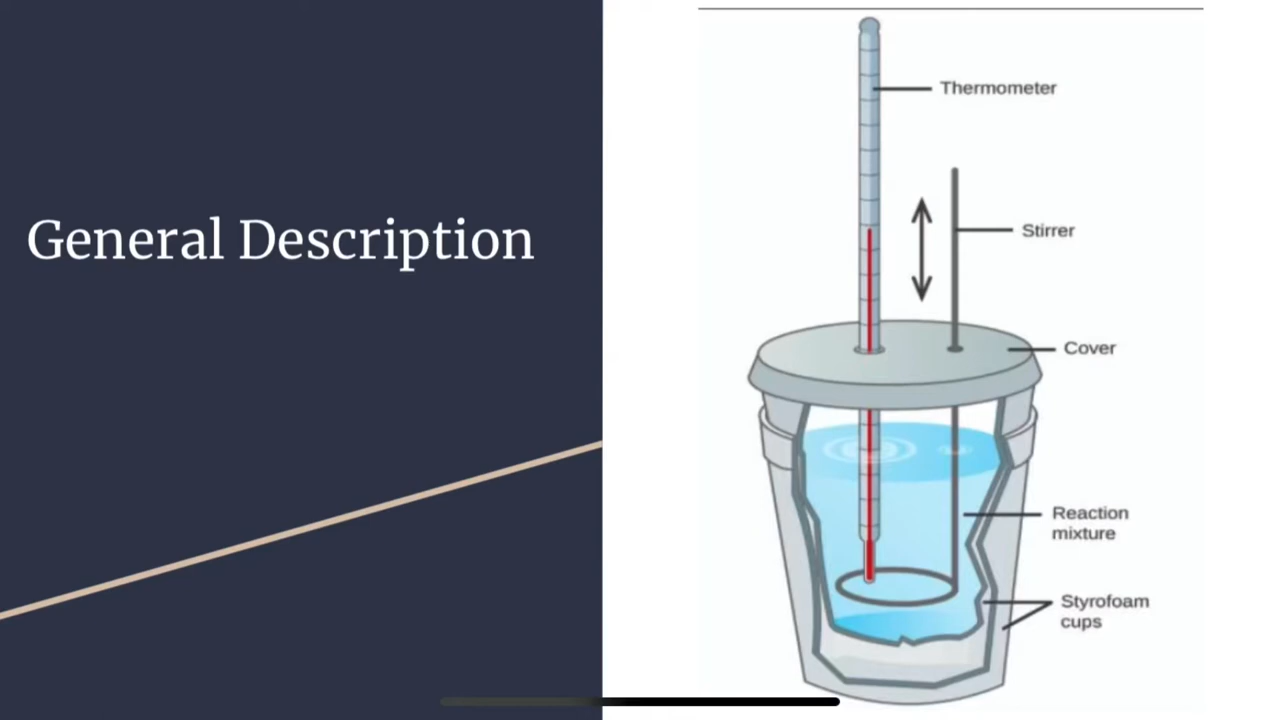 General Description
Thermometer
Stirrer
Cover
Reaction
mixture
Styrofoam
cups